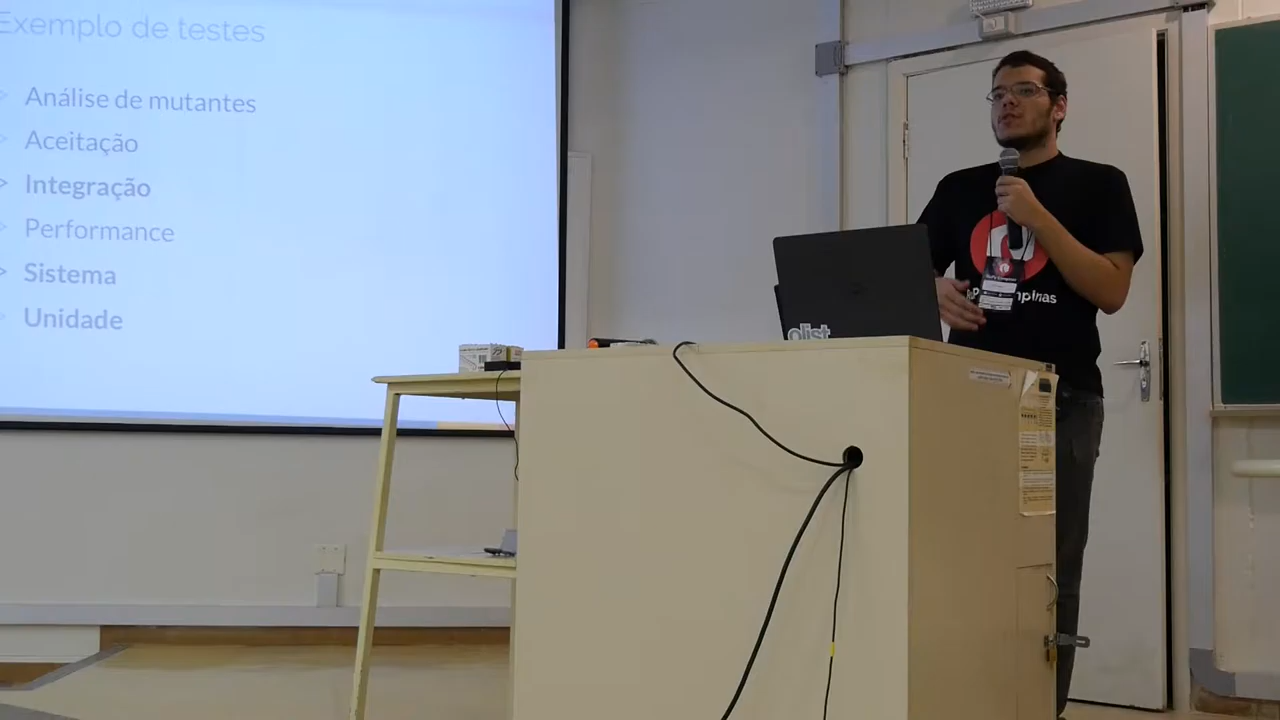 Exemplo de testes
Análise de mutantes
Aceitação
Integração
Performance
Sistema
Unidade
olist